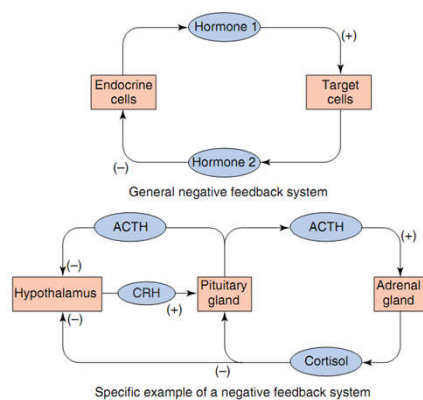 Hormone 1
(+)
Endocrine
cells
Target
cells
(–)
Hormone 2
General negative feedback system
ACTH
ACTH
(+)
(–)
Hypothalamus
CRH
Pituitary
gland
Adrenal
gland
(–)
(+)
(–)
Cortisol
Specific example of a negative feedback system